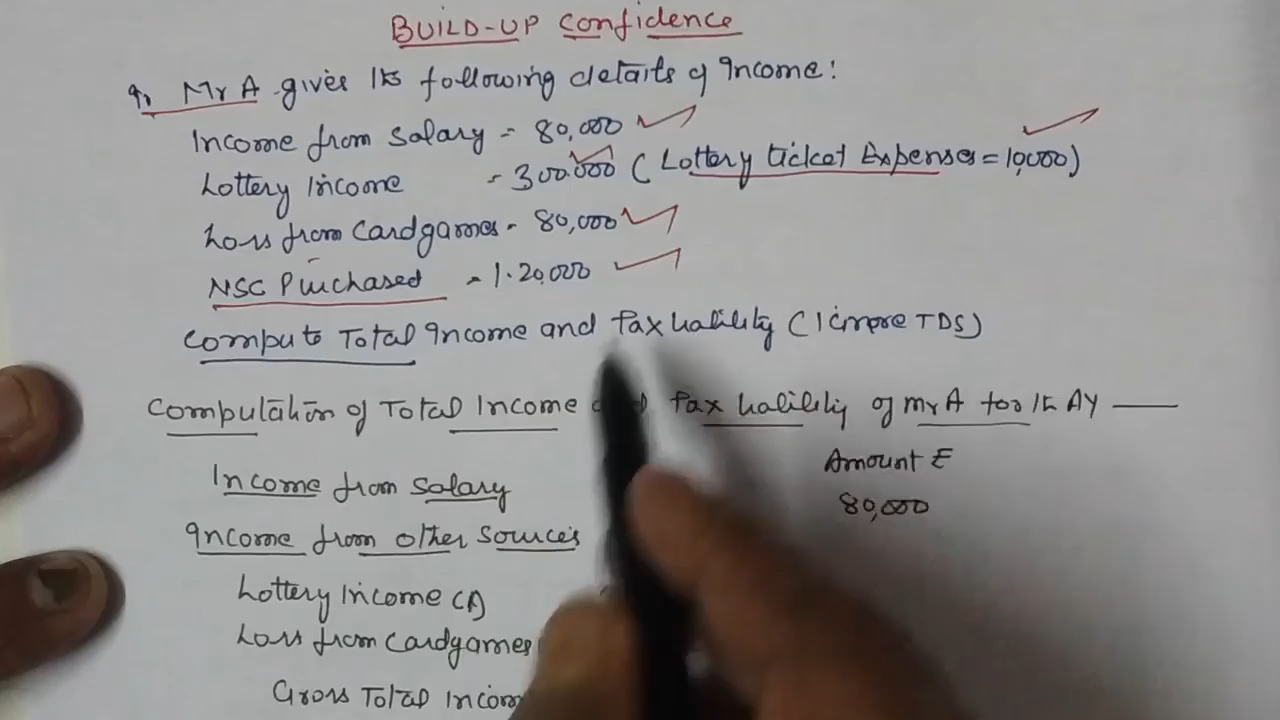 BUILD-UP Confidence
Q. Mr A gives the following details of Income:
Income from Salary = 80,000
Lottery Income = 300.000 (Lottery ticket Expenses = 10,000)
Loss from Cardgames = 80,000
NSC Purchased = 1.20,000
Compute Total Income and Tax liability (Ignore TDS)
Computation of Total Income Tax liability of Mr A for the AY
Amount ₹
Income from Salary 80,000
Income from other Sources
Lottery Income (A)
Loss from Cardgames
Gross Total Incom